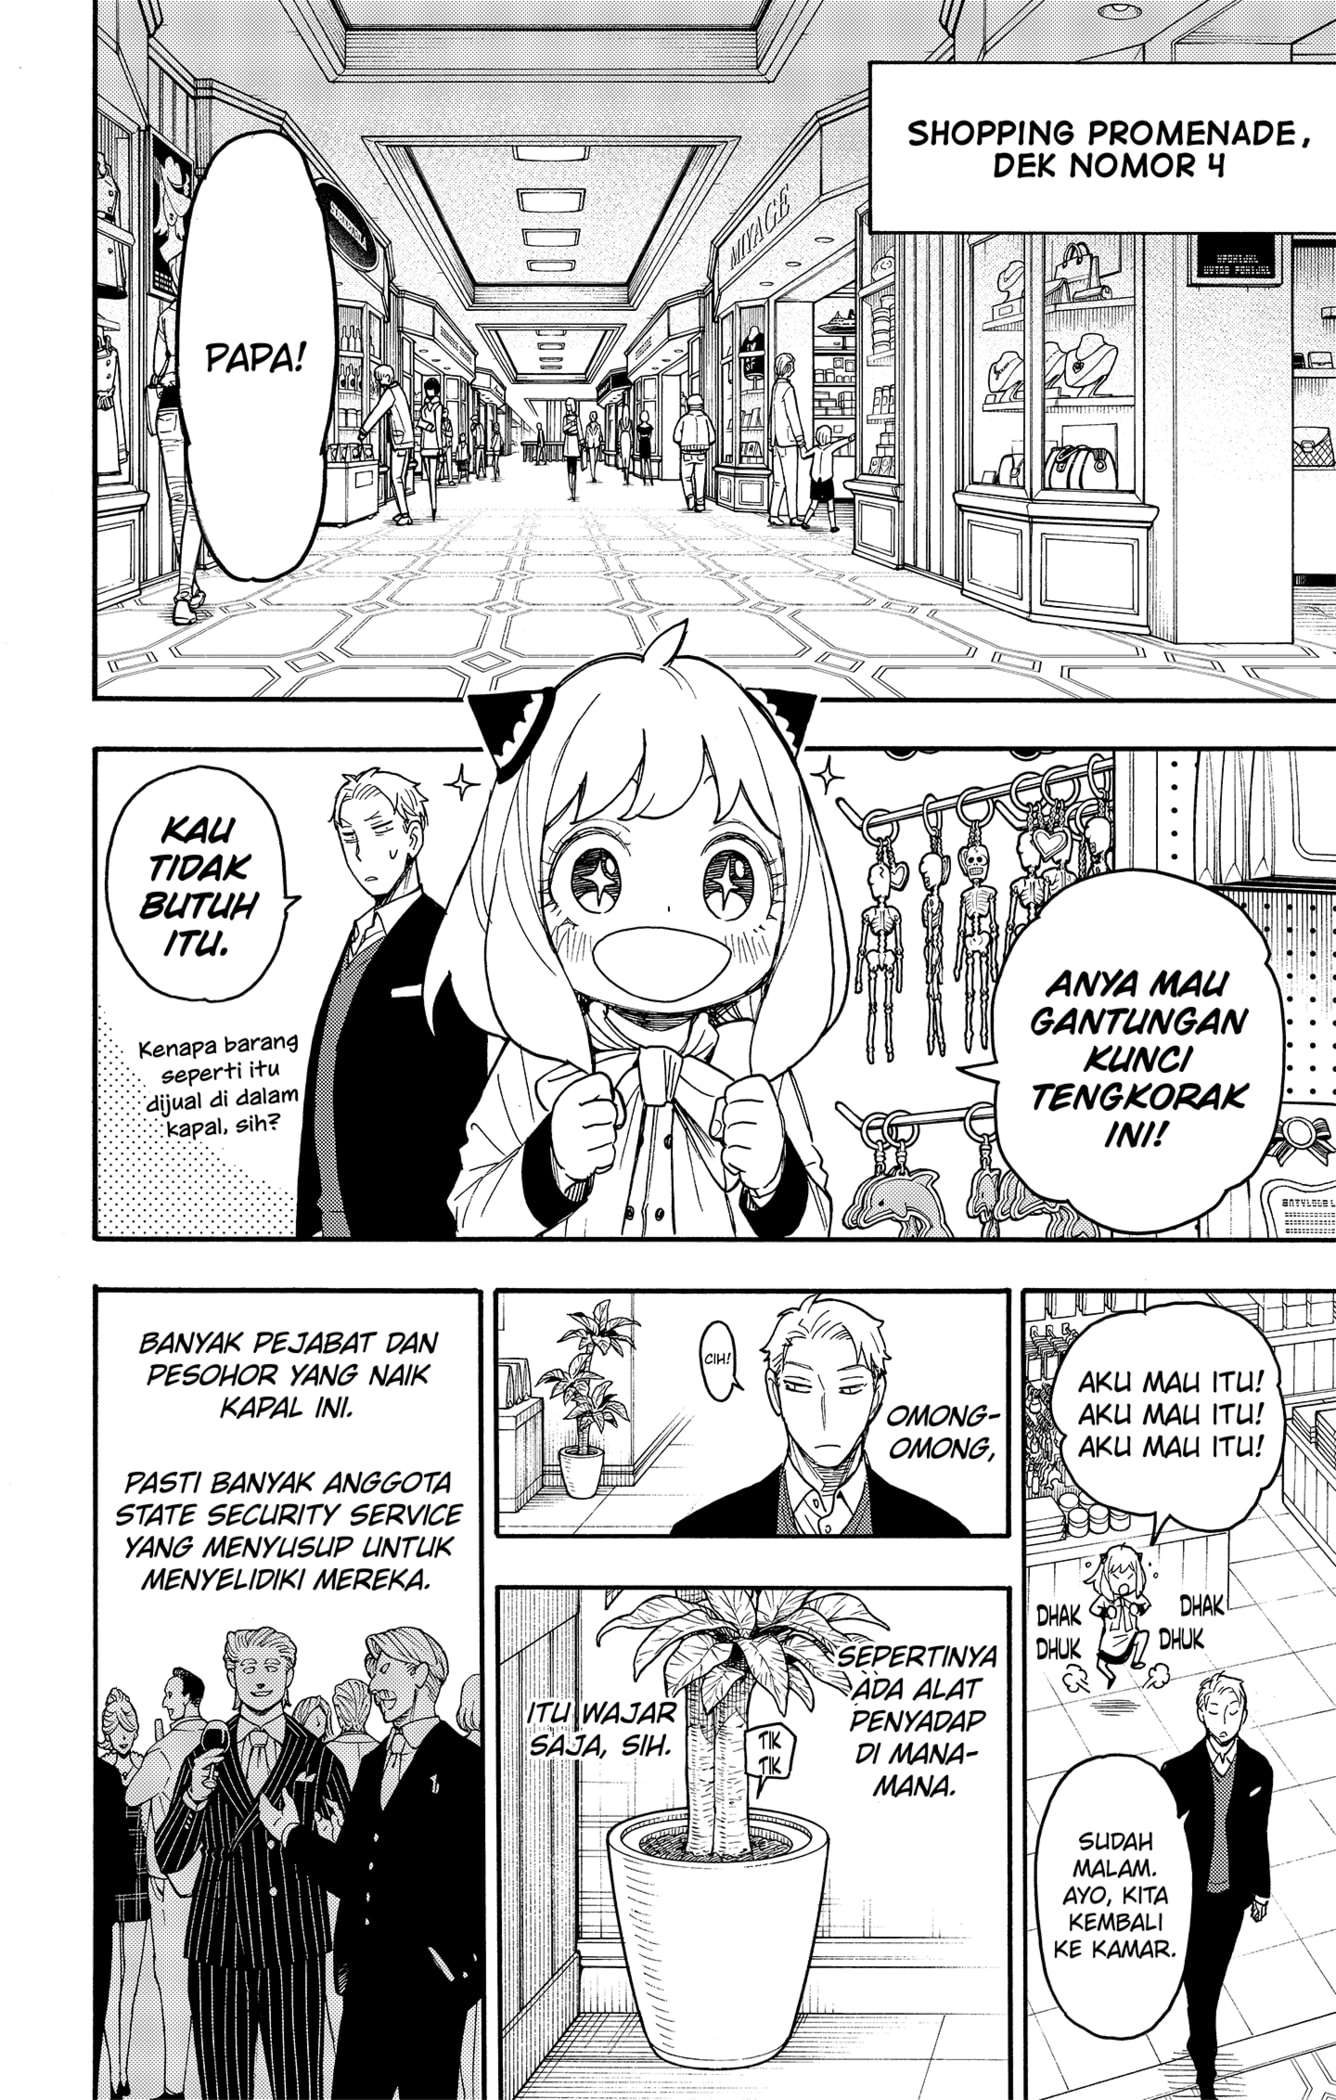 SHOPPING PROMENADE,
DEK NOMOR 4
MIYAGE
PAPA!
ANYA MAU
GANTUNGAN
KUNCI
TENGKORAK
INI!
KAU
TIDAK
BUTUH
ITU.
Kenapa barang
seperti itu
dijual di dalam
kapal, sih?
AKU MAU ITU!
AKU MAU ITU!
AKU MAU ITU!
DHAK
DHUK
DHAK
DHUK
SUDAH
MALAM.
AYO, KITA
KEMBALI
KE KAMAR.
OMONG-
OMONG,
CIH!
SEPERTINYA
ADA ALAT
PENYADAP
DI MANA-
MANA.
TIK
TIK
ITU WAJAR
SAJA, SIH.
BANYAK PEJABAT DAN
PESOHOR YANG NAIK
KAPAL INI.
PASTI BANYAK ANGGOTA
STATE SECURITY SERVICE
YANG MENYUSUP UNTUK
MENYELIDIKI MEREKA.